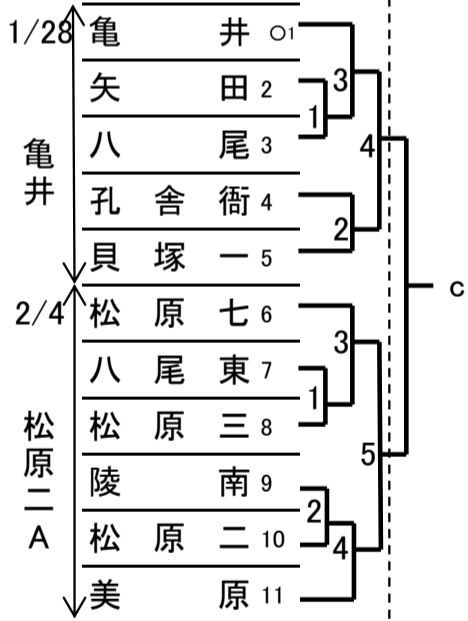 1/28 亀井 ○1
矢田 2
3
1
八尾 3
4
亀井
孔舎衙 4
2
貝塚一 5
c
2/4 松原七 6
3
八尾東 7
1
松原三 8
5
松原二A
陵南 9
2
松原二 10
4
美原 11